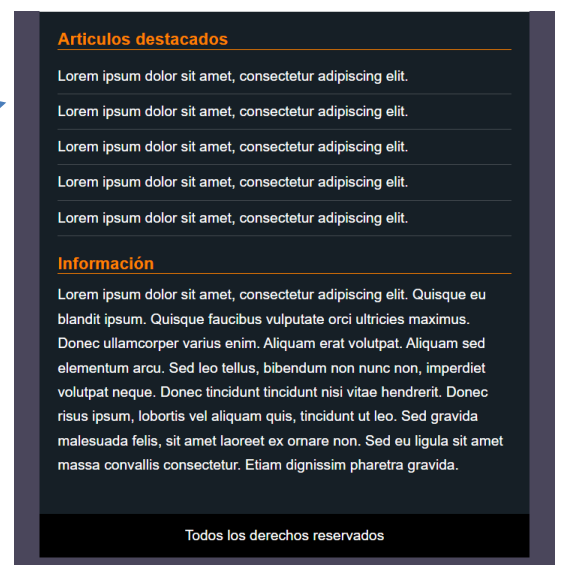 Articulos destacados
Lorem ipsum dolor sit amet, consectetur adipiscing elit.
Lorem ipsum dolor sit amet, consectetur adipiscing elit.
Lorem ipsum dolor sit amet, consectetur adipiscing elit.
Lorem ipsum dolor sit amet, consectetur adipiscing elit.
Lorem ipsum dolor sit amet, consectetur adipiscing elit.
Información
Lorem ipsum dolor sit amet, consectetur adipiscing elit. Quisque eu
blandit ipsum. Quisque faucibus vulputate orci ultricies maximus.
Donec ullamcorper varius enim. Aliquam erat volutpat. Aliquam sed
elementum arcu. Sed leo tellus, bibendum non nunc non, imperdiet
volutpat neque. Donec tincidunt tincidunt nisi vitae hendrerit. Donec
risus ipsum, lobortis vel aliquam quis, tincidunt ut leo. Sed gravida
malesuada felis, sit amet laoreet ex ornare non. Sed eu ligula sit amet
massa convallis consectetur. Etiam dignissim pharetra gravida.
Todos los derechos reservados